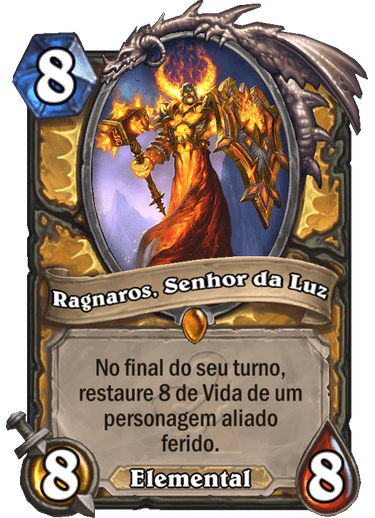 8
Ragnaros, Senhor da Luz
No final do seu turno,
restaure 8 de Vida de um
personagem aliado
ferido.
8
Elemental
8